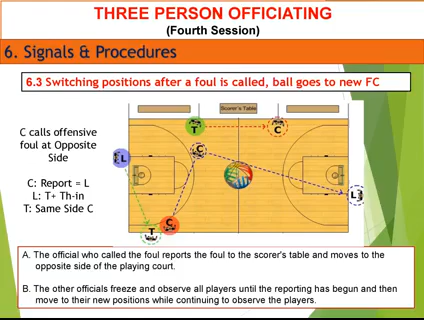 THREE PERSON OFFICIATING
(Fourth Session)
6. Signals & Procedures
6.3 Switching positions after a foul is called, ball goes to new FC
Scorer's Table
C calls offensive
foul at Opposite
Side
C: Report = L
L: T+ Th-in
T: Same Side C
T
C
C
L
L
C
T
A. The official who called the foul reports the foul to the scorer's table and moves to the
opposite side of the playing court.
B. The other officials freeze and observe all players until the reporting has begun and then
move to their new positions while continuing to observe the players.